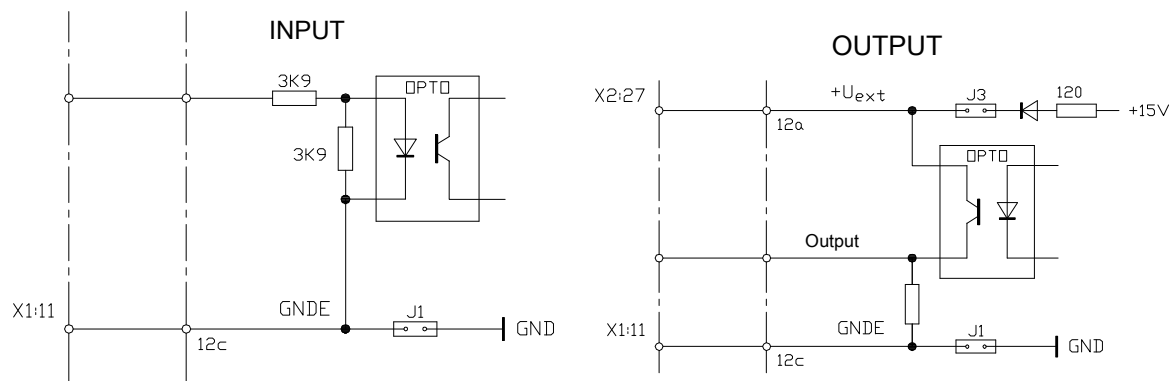 INPUT
3K9
OPTO
3K9
X1:11
GNDE
J1
GND
12c
OUTPUT
X2:27
+Uext
J3
120
+15V
12a
OPTO
Output
X1:11
GNDE
J1
GND
12c